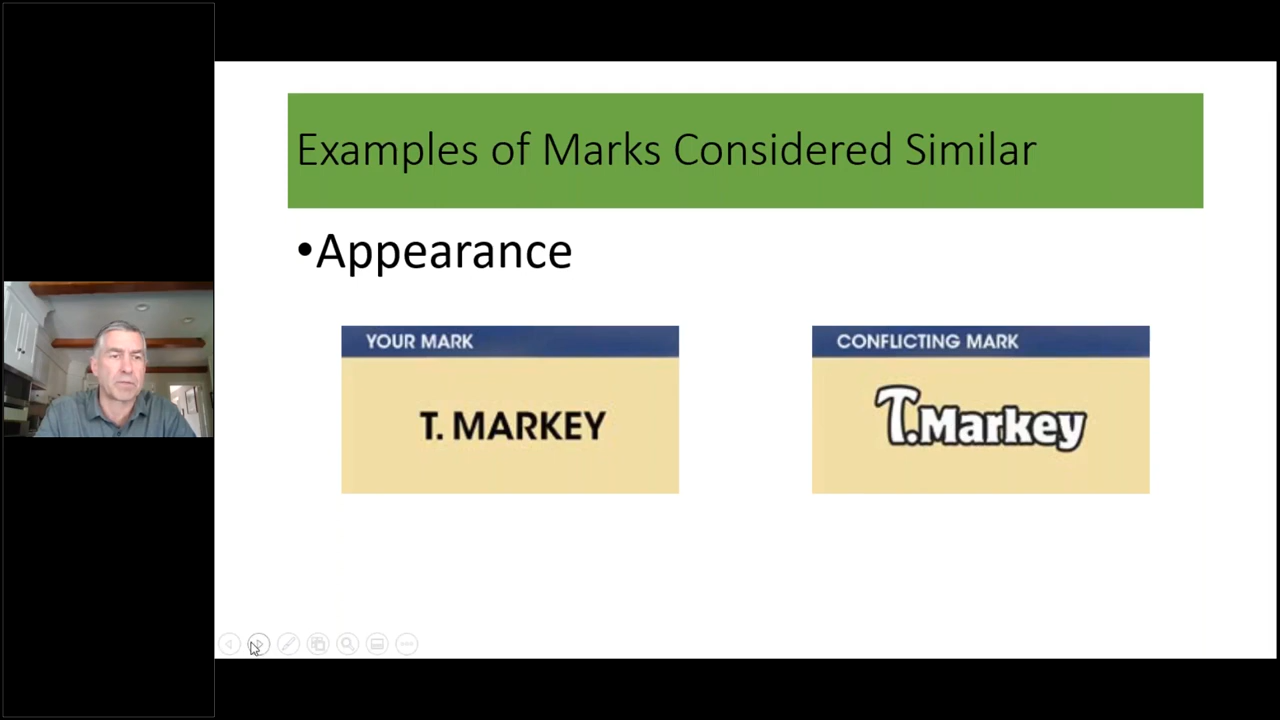 Examples of Marks Considered Similar
•Appearance
YOUR MARK
T. MARKEY
CONFLICTING MARK
T.Markey